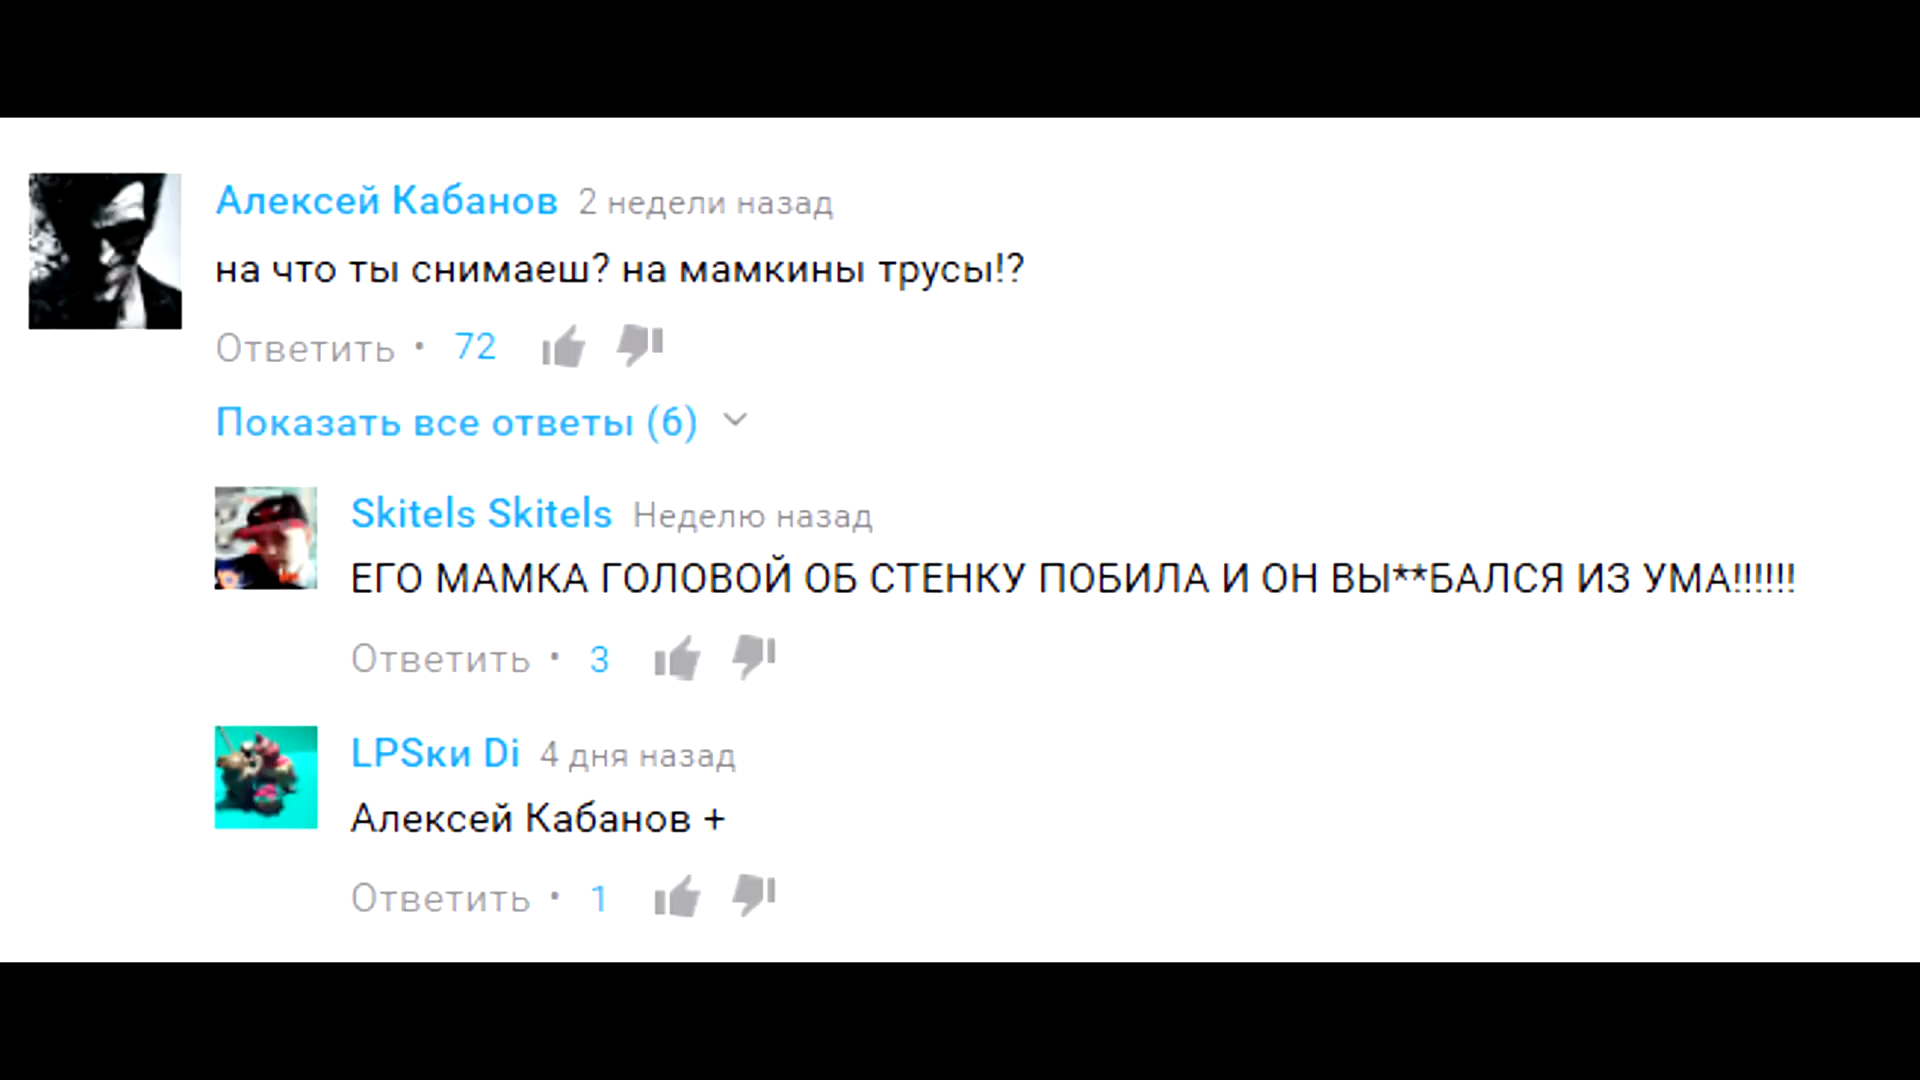 Алексей Кабанов 2 недели назад
на что ты снимаеш? на мамкины трусы!?
Ответить • 72
Показать все ответы (6)
Skitels Skitels Неделю назад
ЕГО МАМКА ГОЛОВОЙ ОБ СТЕНКУ ПОБИЛА И ОН ВЫ**БАЛСЯ ИЗ УМА!!!!!!
Ответить • 3
LPSки Di 4 дня назад
Алексей Кабанов +
Ответить • 1